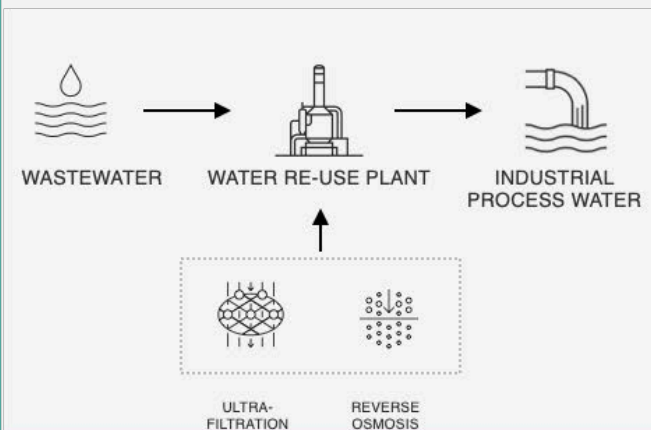 WASTEWATER
WATER RE-USE PLANT
INDUSTRIAL
PROCESS WATER
ULTRA-
FILTRATION
REVERSE
OSMOSIS